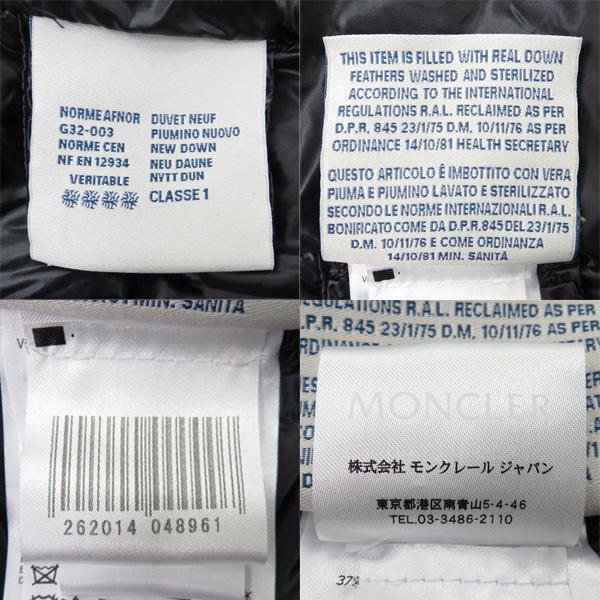 NORME AFNOR
G32-003
NORME CEN
NF EN 12934
VERITABLE
DUVET NEUF
PIUMINO NUOVO
NEW DOWN
NEU DAUNE
NYTT DUN
CLASSE 1
THIS ITEM IS FILLED WITH REAL DOWN
FEATHERS WASHED AND STERILIZED
ACCORDING TO THE INTERNATIONAL
REGULATIONS R.A.L. RECLAIMED AS PER
D.P.R. 845 23/1/75 D.M. 10/11/76 AS PER
ORDINANCE 14/10/81 HEALTH SECRETARY
QUESTO ARTICOLO È IMBOTTITO CON VERA
PIUMA E PIUMINO LAVATO E STERILIZZATO
SECONDO LE NORME INTERNAZIONALI R.A.L.
BONIFICATO COME DA D.P.R. 845 DEL 23/1/75
D.M. 10/11/76 E COME ORDINANZA
14/10/81 MIN. SANITÀ
MIN. SANITÀ
262014 048961
REGULATIONS R.A.L. RECLAIMED AS PER
D.P.R. 845 23/1/75 D.M. 10/11/76 AS PER
MONCLER
株式会社 モンクレール ジャパン
東京都港区南青山5-4-46
TEL.03-3486-2110